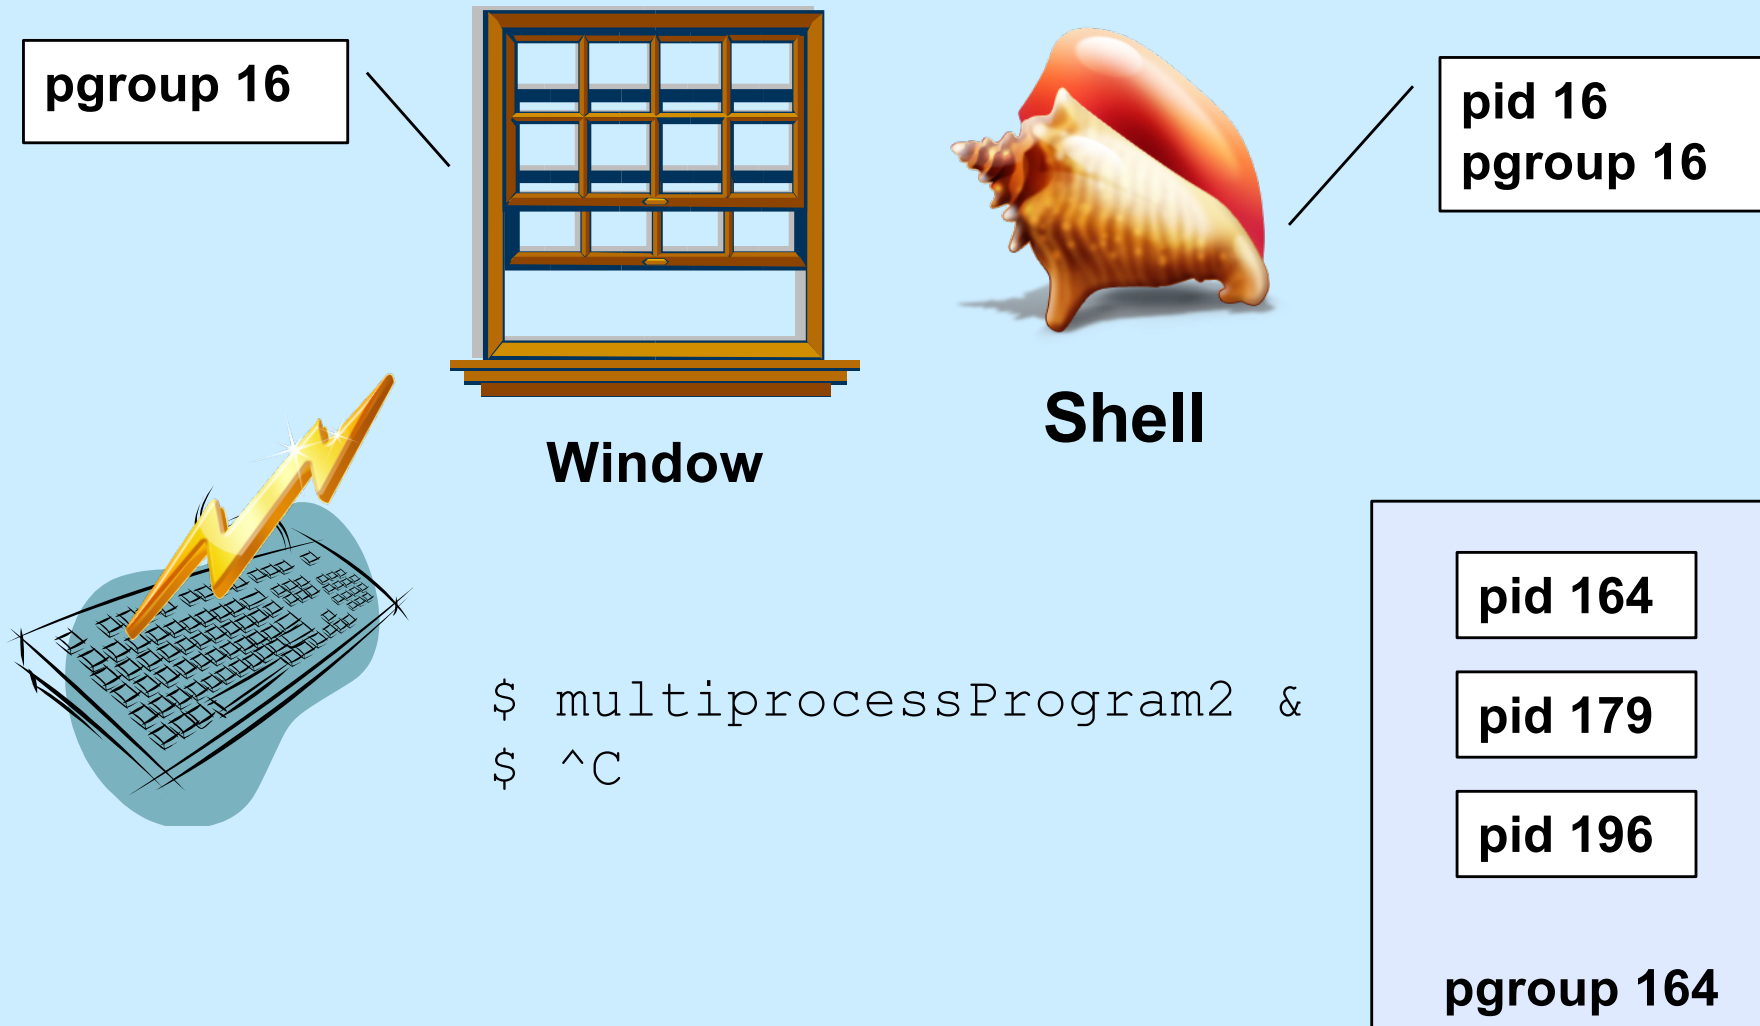 pgroup 16
pid 16
pgroup 16
Window
Shell
$ multiprocessProgram2 &
$ ^C
pid 164
pid 179
pid 196
pgroup 164